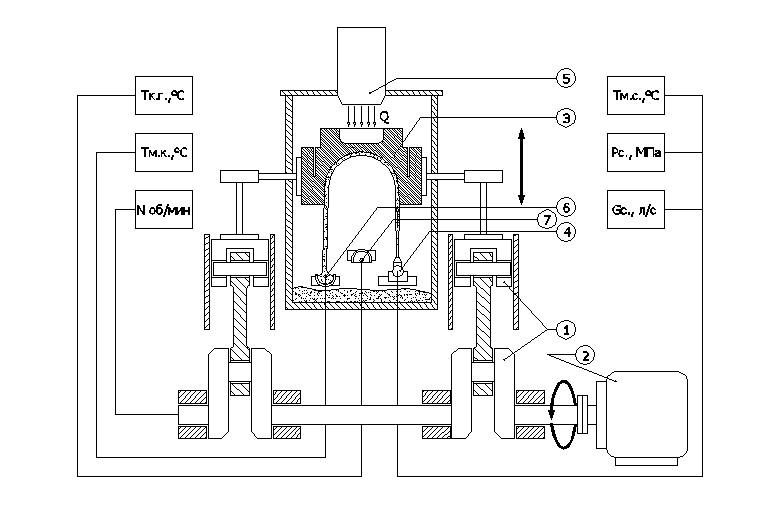 5
Тк.г.,°С
Тм.с.,°С
Q
3
Тм.к.,°С
Рс., МПа
6
N об/мин
Gс., л/с
7
4
1
2